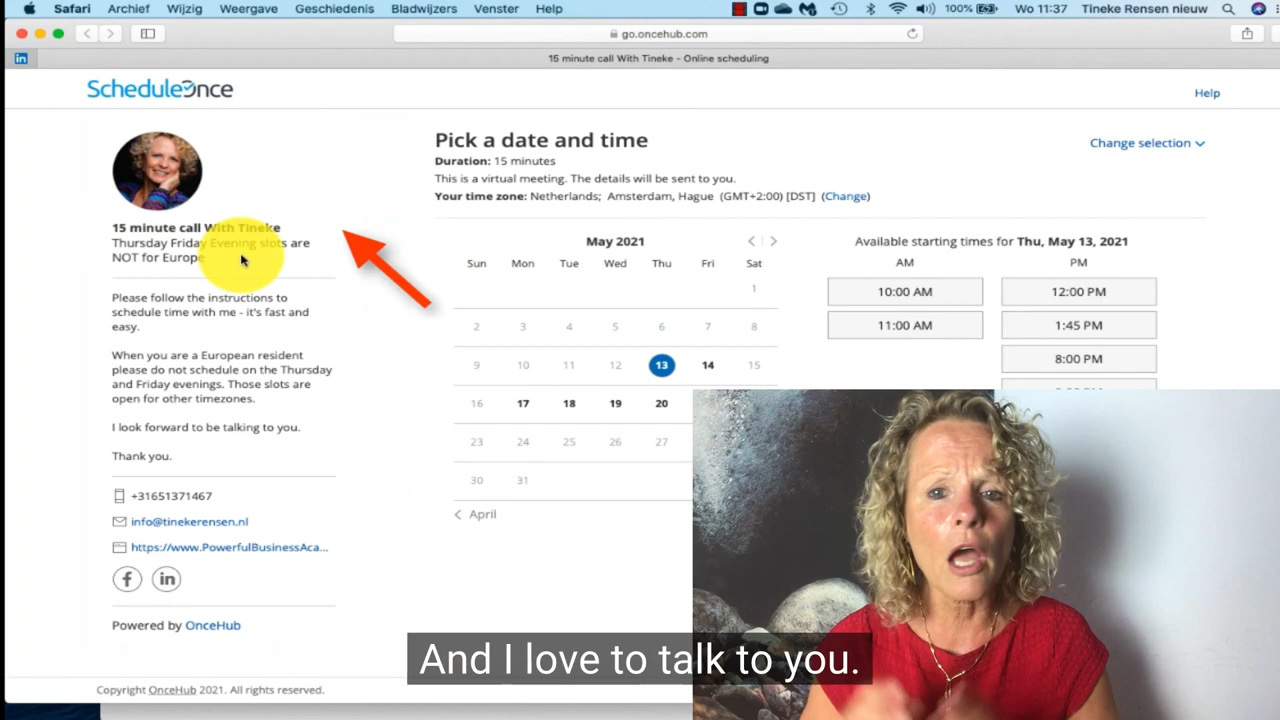 Safari Archief Wijzig Weergave Geschiedenis Bladwijzers Venster Help 100% Wo 11:37 Tineke Rensen nieuw
go.oncehub.com
in 15 minute call With Tineke - Online scheduling
ScheduleOnce
Help
Pick a date and time
Change selection
Duration: 15 minutes
This is a virtual meeting. The details will be sent to you.
Your time zone: Netherlands; Amsterdam, Hague (GMT+2:00) [DST] (Change)
15 minute call With Tineke
Thursday Friday Evening slots are
NOT for Europe
Please follow the instructions to
schedule time with me - it's fast and
easy.
When you are a European resident
please do not schedule on the Thursday
and Friday evenings. Those slots are
open for other timezones.
I look forward to be talking to you.
Thank you.
+31651371467
info@tinekerensen.nl
https://www.PowerfulBusinessAca...
f in
Powered by OnceHub
May 2021
Sun Mon Tue Wed Thu Fri Sat
1
2 3 4 5 6 7 8
9 10 11 12 13 14 15
16 17 18 19 20
23 24 25 26 27
30 31
< April
Available starting times for Thu, May 13, 2021
AM PM
10:00 AM 12:00 PM
11:00 AM 1:45 PM
8:00 PM
And I love to talk to you.
Copyright OnceHub 2021. All rights reserved.